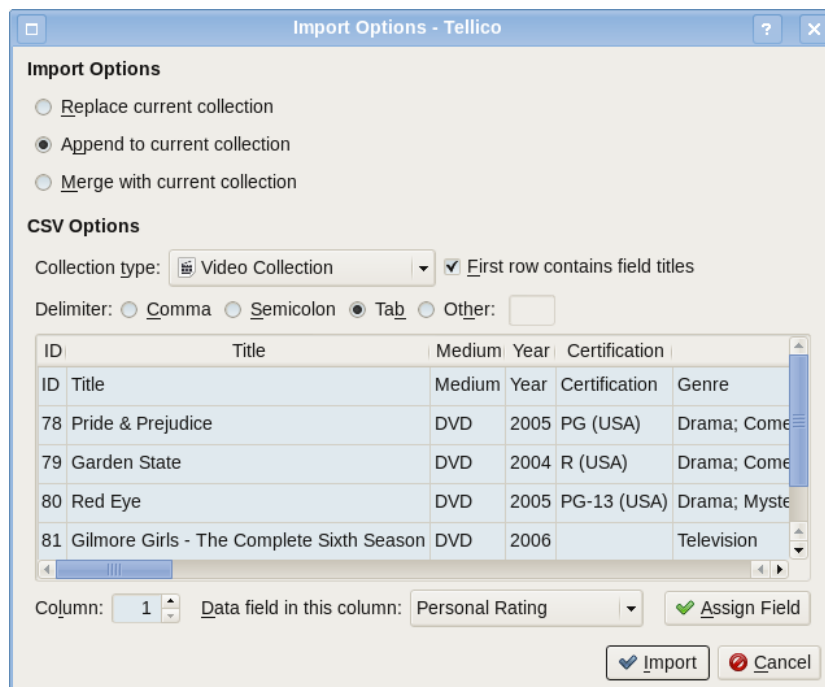 Import Options - Tellico ?
Import Options
Replace current collection
Append to current collection
Merge with current collection
CSV Options
Collection type: Video Collection First row contains field titles
Delimiter: Comma Semicolon Tab Other:
ID Title Medium Year Certification
ID Title Medium Year Certification Genre
78 Pride & Prejudice DVD 2005 PG (USA) Drama; Come
79 Garden State DVD 2004 R (USA) Drama; Come
80 Red Eye DVD 2005 PG-13 (USA) Drama; Myste
81 Gilmore Girls - The Complete Sixth Season DVD 2006 Television
Column: 1 Data field in this column: Personal Rating Assign Field
Import Cancel